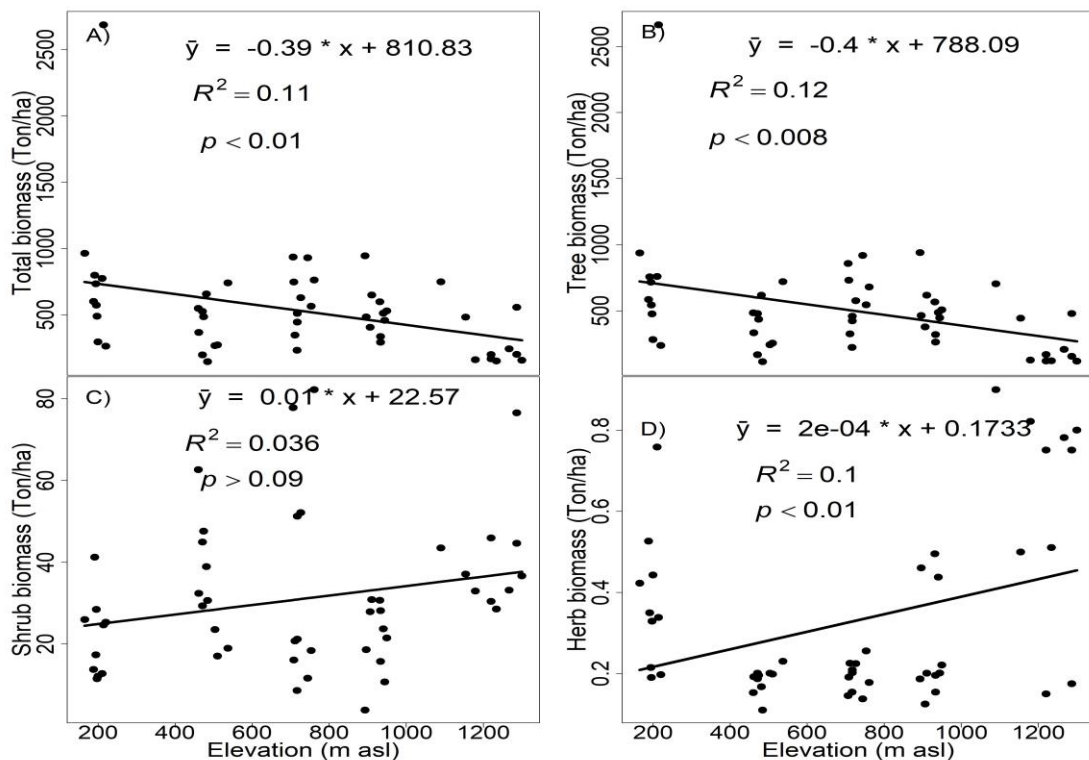 A)
ȳ = -0.39 * x + 810.83
R² = 0.11
p < 0.01
Total biomass (Ton/ha)
500
1000
1500
2000
2500
B)
ȳ = -0.4 * x + 788.09
R² = 0.12
p < 0.008
Tree biomass (Ton/ha)
500
1000
1500
2000
2500
C)
ȳ = 0.01 * x + 22.57
R² = 0.036
p > 0.09
Shrub biomass (Ton/ha)
20
40
60
80
200 400 600 800 1000 1200
Elevation (m asl)
D)
ȳ = 2e-04 * x + 0.1733
R² = 0.1
p < 0.01
Herb biomass (Ton/ha)
0.2
0.4
0.6
0.8
200 400 600 800 1000 1200
Elevation (m asl)